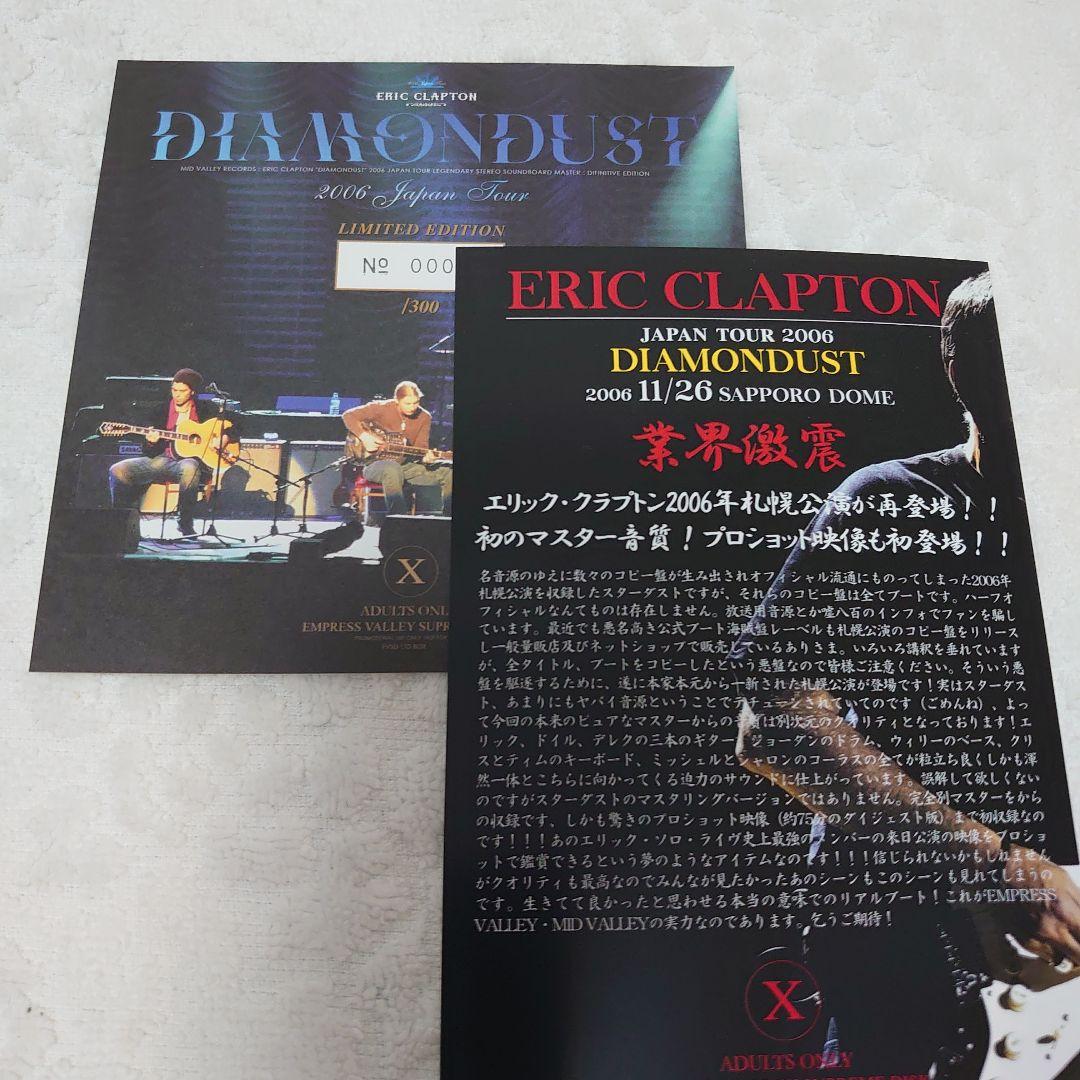 ERIC CLAPTON
DIAMONDUST
MID VALLEY RECORDS : ERIC CLAPTON "DIAMONDUST" 2006 JAPAN TOUR LEGENDARY STEREO SOUNDBOARD MASTER : DIFINITIVE EDITION
2006 Japan Tour
LIMITED EDITION
№ 000
/300
X
ADULTS ONL
EMPRESS VALLEY SUPR
ERIC CLAPTON
JAPAN TOUR 2006
DIAMONDUST
2006 11/26 SAPPORO DOME
業界激震
エリック・クラプトン2006年札幌公演が再登場！！
初のマスター音質！プロショット映像も初登場！！
名音源のゆえに数々のコピー盤が生み出されオフィシャル流通にものってしまった2006年
札幌公演を収録したスターダストですが、それらのコピー盤は全てブートです。ハーフオ
フィシャルなんてものは存在しません。放送用音源とか嘘八百のインフォでファンを騙し
ています。最近でも悪名高き公式ブート海賊盤レーベルも札幌公演のコピー盤をリリース
し一般量販店及びネットショップで販売しているありさま。いろいろ講釈を垂れています
が、全タイトル、ブートをコピーしたという悪盤なので皆様ご注意ください。そういう悪
盤を駆逐するために、遂に本家本元から一新された札幌公演が登場です！実はスターダス
ト、あまりにもヤバイ音源ということでデチューンされていてのです（ごめんね）、よっ
て今回の本来のピュアなマスターからの音質は別次元のクオリティとなっております！エ
リック、ドイル、デレクの三本のギター、ジョーダンのドラム、ウィリーのベース、クリ
スとティムのキーボード、ミッシェルとシャロンのコーラスの全てが粒立ち良くしかも渾
然一体とこちらに向かってくる迫力のサウンドに仕上がっています。誤解して欲しくない
のですがスターダストのマスタリングバージョンではありません。完全別マスターをから
の収録です、しかも驚きのプロショット映像（約75分のダイジェスト版）まで初収録なの
です！！！あのエリック・ソロ・ライヴ史上最強のメンバーの来日公演の映像をプロショ
ットで鑑賞できるという夢のようなアイテムなのです！！！信じられないかもしれません
がクオリティも最高なのでみんなが見たかったあのシーンもこのシーンも見れてしまうの
です。生きてて良かったと思わせる本当の意味でのリアルブート！これがEMPRESS
VALLEY・MID VALLEYの実力なのであります。乞うご期待！
X
ADULTS ONLY